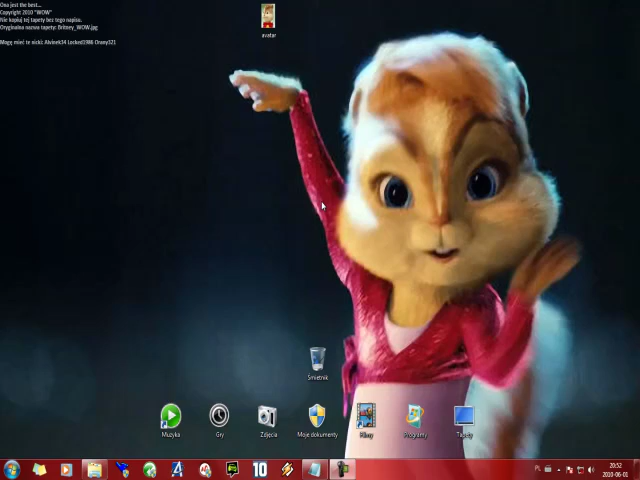 Ona jest the best...
Copyright 2010 "WOW"
Nie kopiuj tej tapety bez tego napisu.
Oryginalna nazwa tapety: Britney_WOW.jpg
Mogę mieć te nicki: Alvinek34 Locked1986 Orany321
avatar
Śmietnik
Muzyka
Gry
Zdjęcia
Moje dokumenty
Filmy
Programy
Tapety
10
PL
20:52
2010-06-01